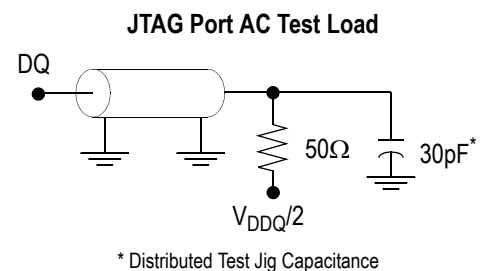 JTAG Port AC Test Load
DQ
50Ω
30pF*
VDDQ/2
* Distributed Test Jig Capacitance